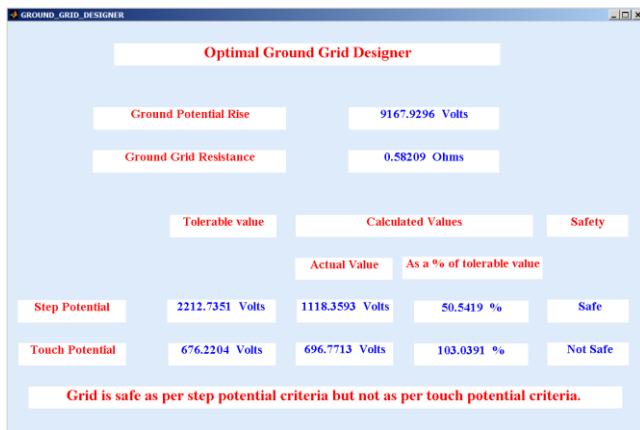 GROUND_GRID_DESIGNER
Optimal Ground Grid Designer
Ground Potential Rise 9167.9296 Volts
Ground Grid Resistance 0.58209 Ohms
Tolerable value Calculated Values Safety
Actual Value As a % of tolerable value
Step Potential 2212.7351 Volts 1118.3593 Volts 50.5419 % Safe
Touch Potential 676.2204 Volts 696.7713 Volts 103.0391 % Not Safe
Grid is safe as per step potential criteria but not as per touch potential criteria.